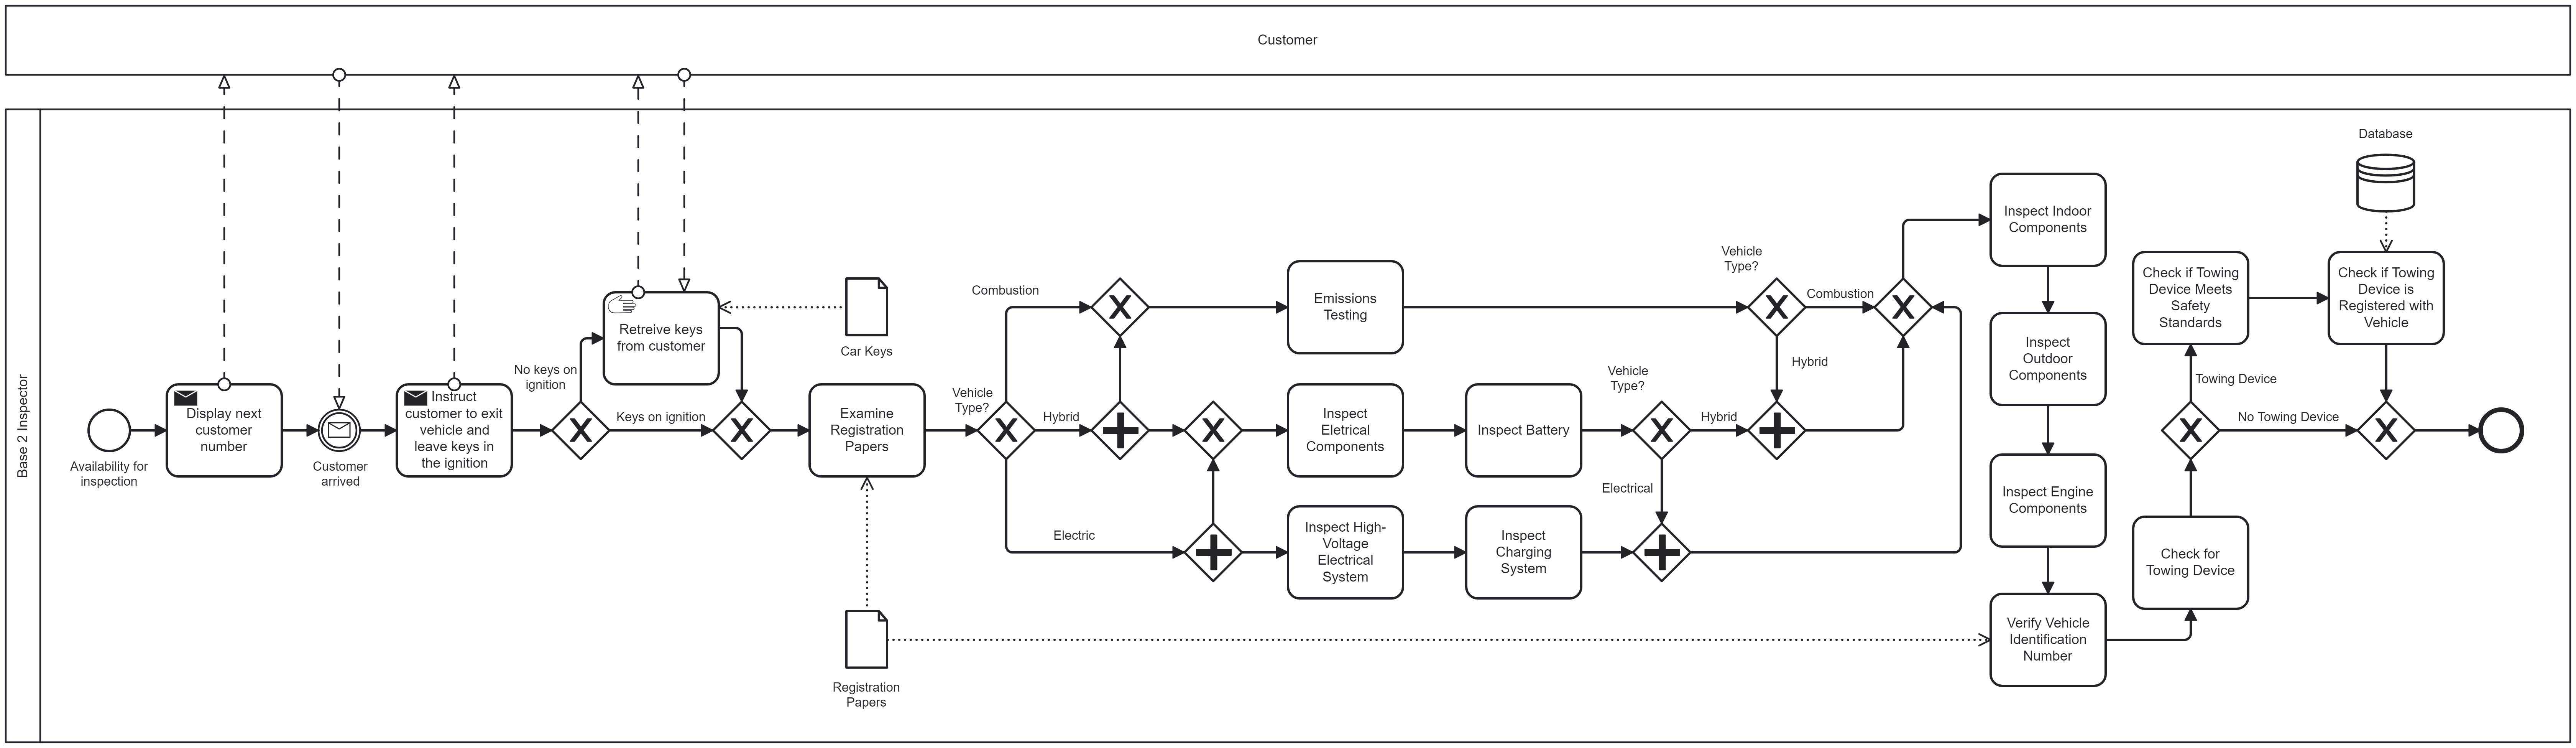 Customer
Base 2 Inspector
Availability for
inspection
Display next
customer
number
Customer
arrived
Instruct
customer to exit
vehicle and
leave keys in
the ignition
No keys on
ignition
Keys on ignition
Retreive keys
from customer
Car Keys
Examine
Registration
Papers
Registration
Papers
Vehicle
Type?
Combustion
Hybrid
Electric
Emissions
Testing
Inspect
Eletrical
Components
Inspect Battery
Inspect High-
Voltage
Electrical
System
Inspect
Charging
System
Vehicle
Type?
Hybrid
Electrical
Vehicle
Type?
Combustion
Hybrid
Inspect Indoor
Components
Inspect
Outdoor
Components
Inspect Engine
Components
Verify Vehicle
Identification
Number
Check for
Towing Device
Towing Device
No Towing Device
Check if Towing
Device Meets
Safety
Standards
Database
Check if Towing
Device is
Registered with
Vehicle